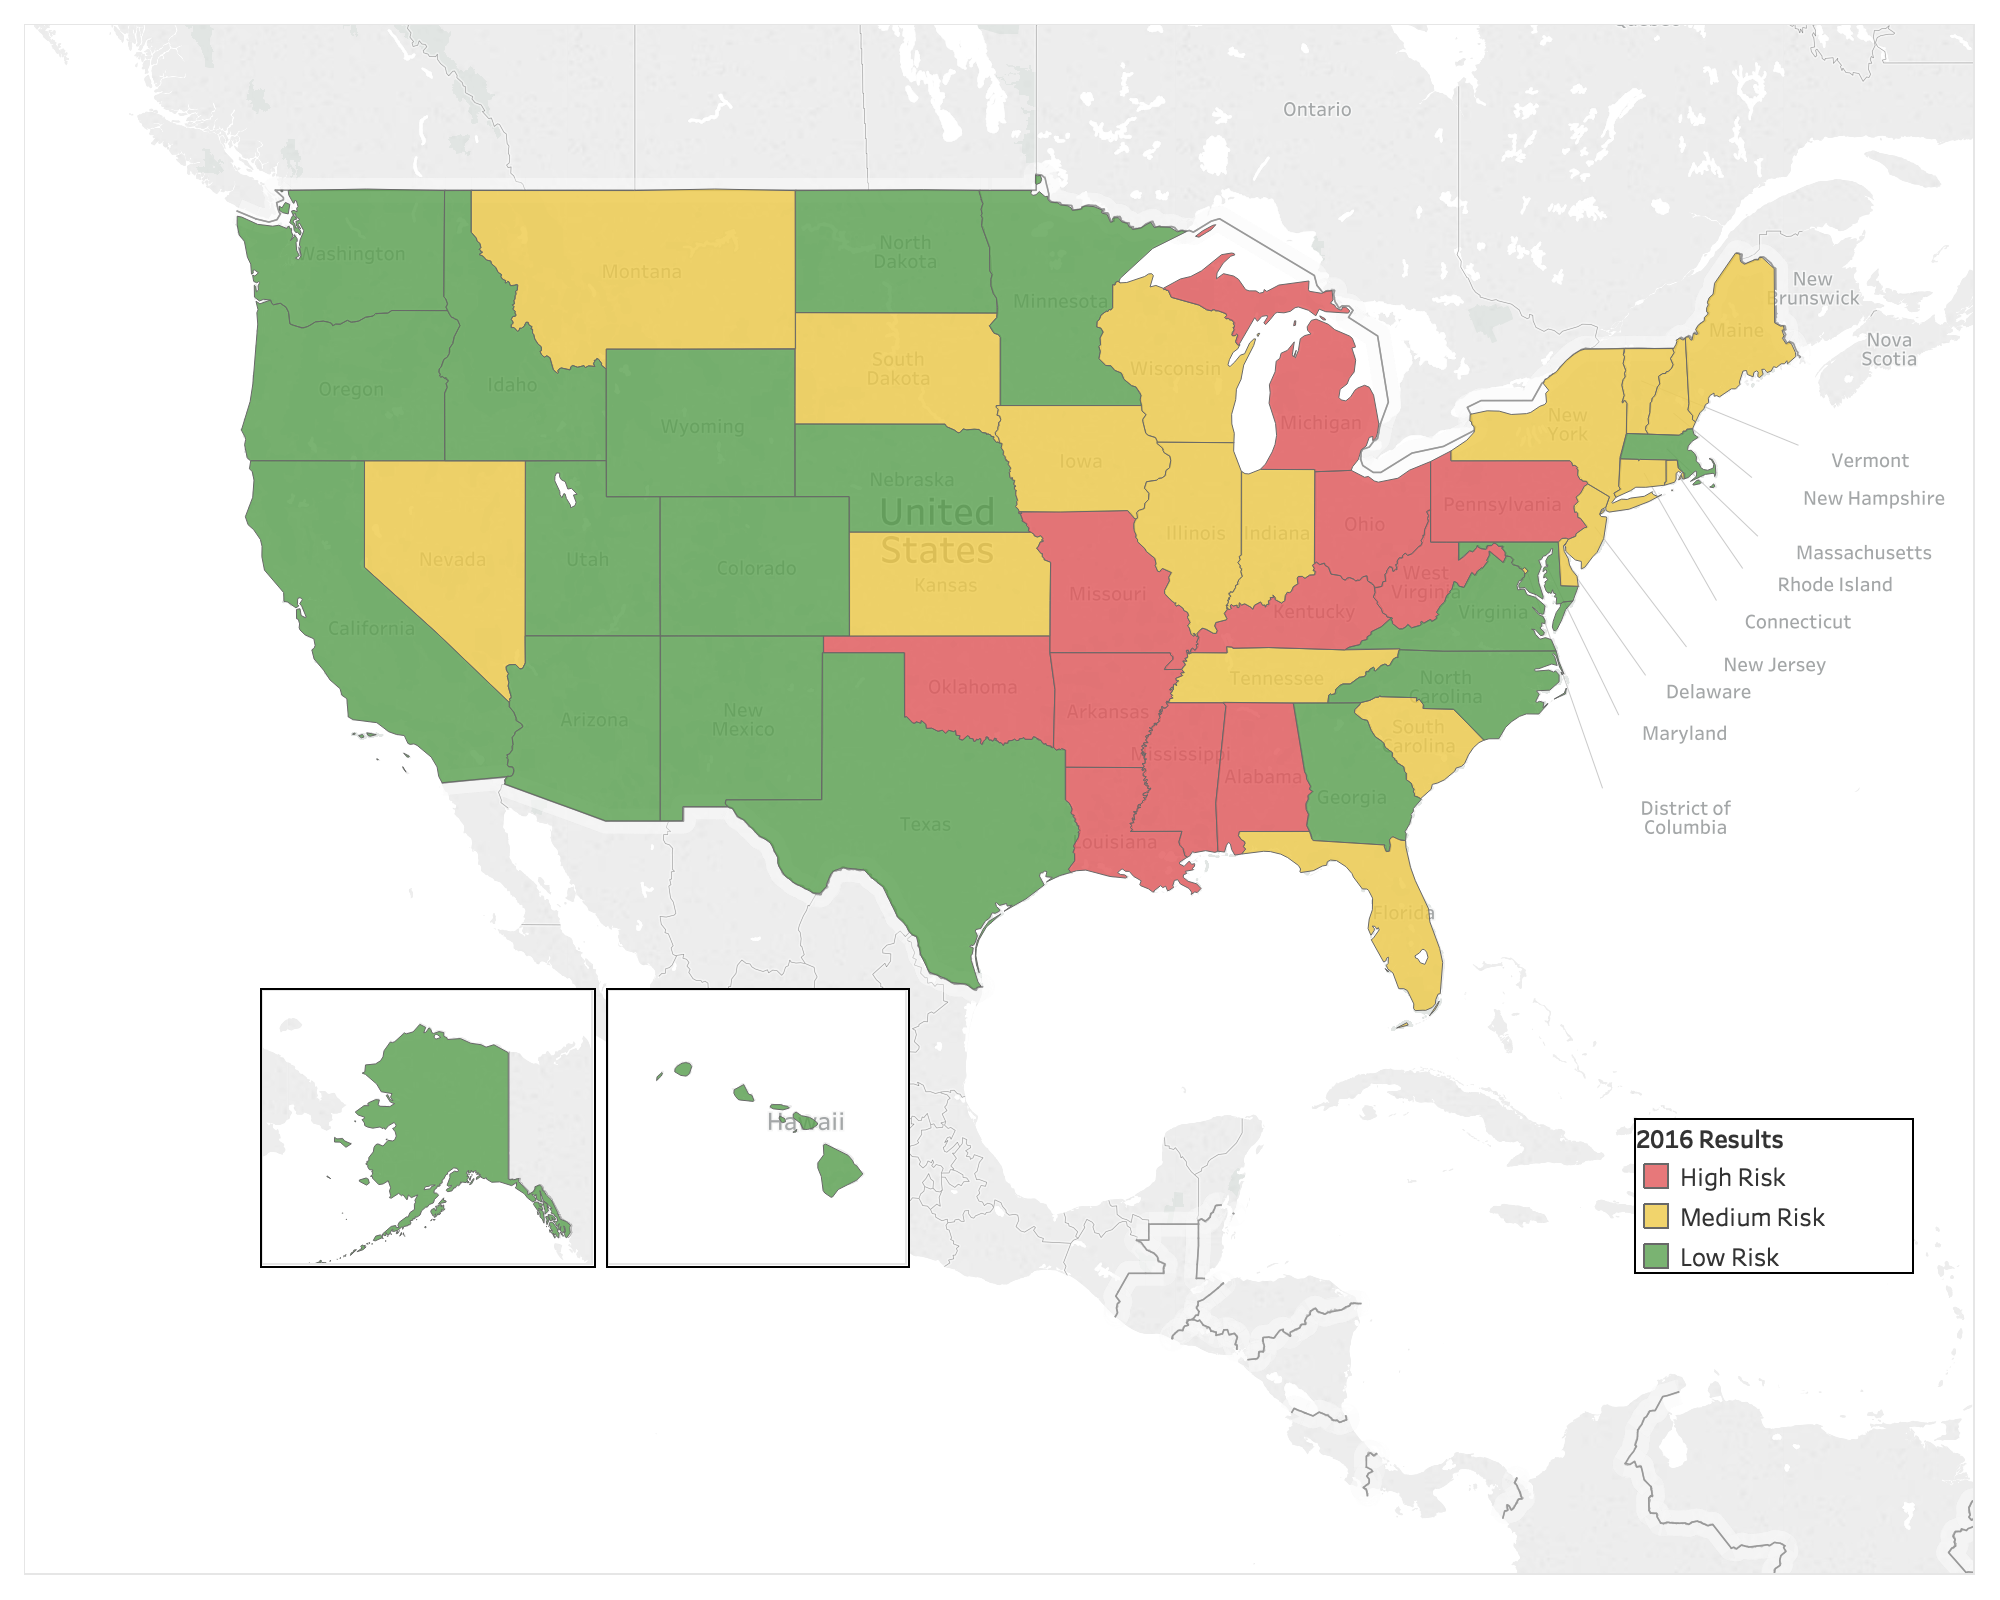 Ontario
Washington
Montana
North
Dakota
Minnesota
New
Brunswick
Nova
Scotia
Maine
Oregon
Idaho
South
Dakota
Wisconsin
Wyoming
Michigan
New
York
Iowa
Nebraska
United
States
Pennsylvania
Vermont
New Hampshire
Nevada
Utah
Colorado
Kansas
Illinois
Indiana
Ohio
Massachusetts
West
Virginia
Rhode Island
Missouri
Kentucky
Virginia
Connecticut
California
New Jersey
Oklahoma
Tennessee
North
Carolina
Delaware
Arizona
New
Mexico
Arkansas
South
Carolina
Maryland
Mississippi
Alabama
Georgia
District of
Columbia
Texas
Louisiana
Florida
Hawaii
2016 Results
High Risk
Medium Risk
Low Risk